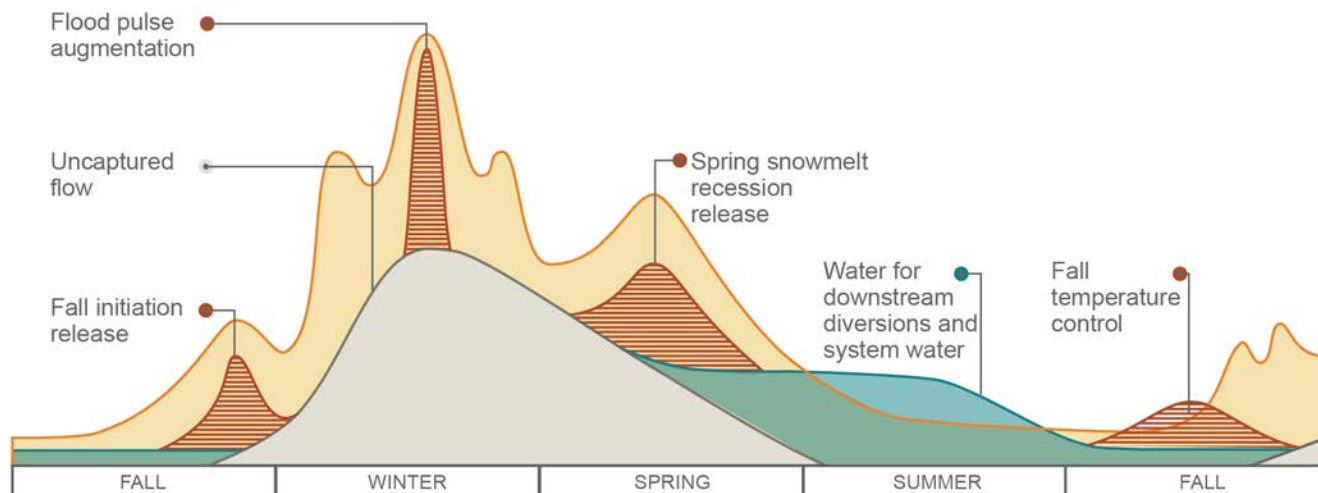 Flood pulse
augmentation
Uncaptured
flow
Spring snowmelt
recession
release
Fall initiation
release
Water for
downstream
diversions and
system water
Fall
temperature
control
FALL
WINTER
SPRING
SUMMER
FALL